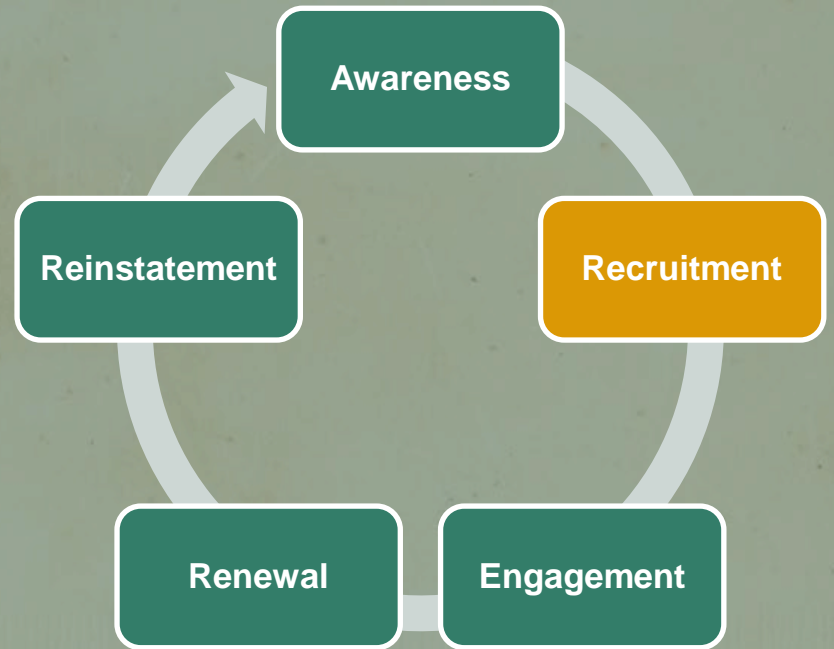 Awareness
Recruitment
Engagement
Renewal
Reinstatement